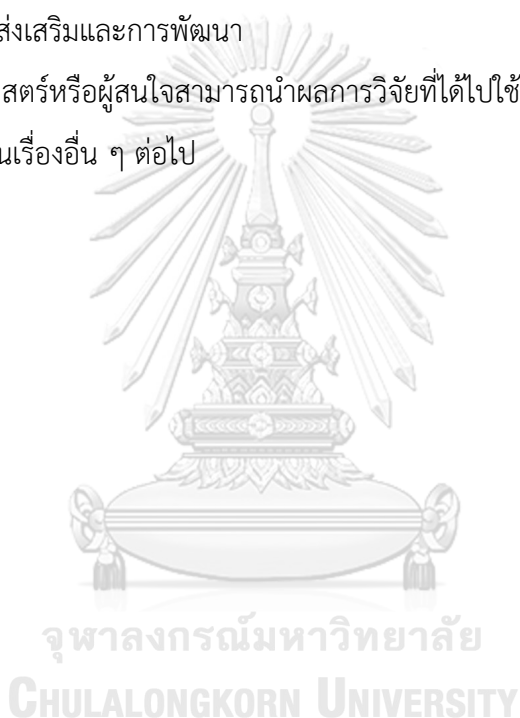 ส่งเสริมและการพัฒนา
สตร์หรือผู้สนใจสามารถนำผลการวิจัยที่ได้ไปใช้
นเรื่องอื่น ๆ ต่อไป
จุฬาลงกรณ์มหาวิทยาลัย
CHULALONGKORN UNIVERSITY